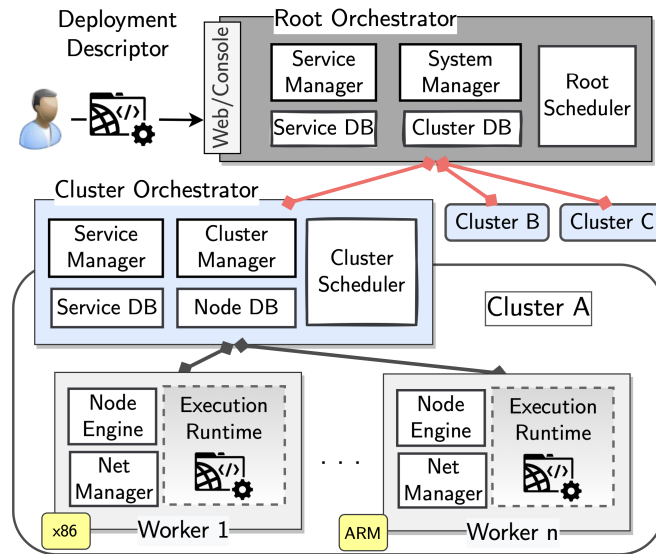 Deployment
Descriptor
Root Orchestrator
Web/Console
Service
Manager
System
Manager
Root
Scheduler
Service DB
Cluster DB
</>
Cluster Orchestrator
Cluster B
Cluster C
Service
Manager
Cluster
Manager
Cluster
Scheduler
Service DB
Node DB
Cluster A
Node
Engine
Execution
Runtime
Net
Manager
</>
x86
Worker 1
. . .
Node
Engine
Execution
Runtime
Net
Manager
</>
ARM
Worker n